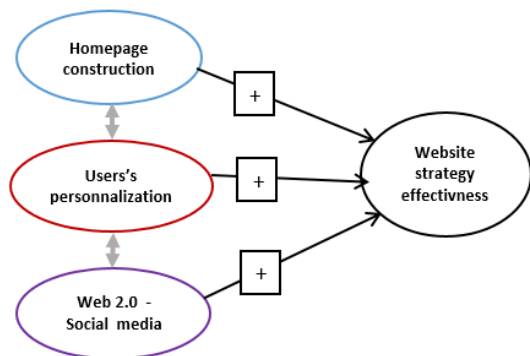 Homepage
construction
+
Users's
personnalization
+
Website
strategy
effectivness
Web 2.0 -
Social media
+